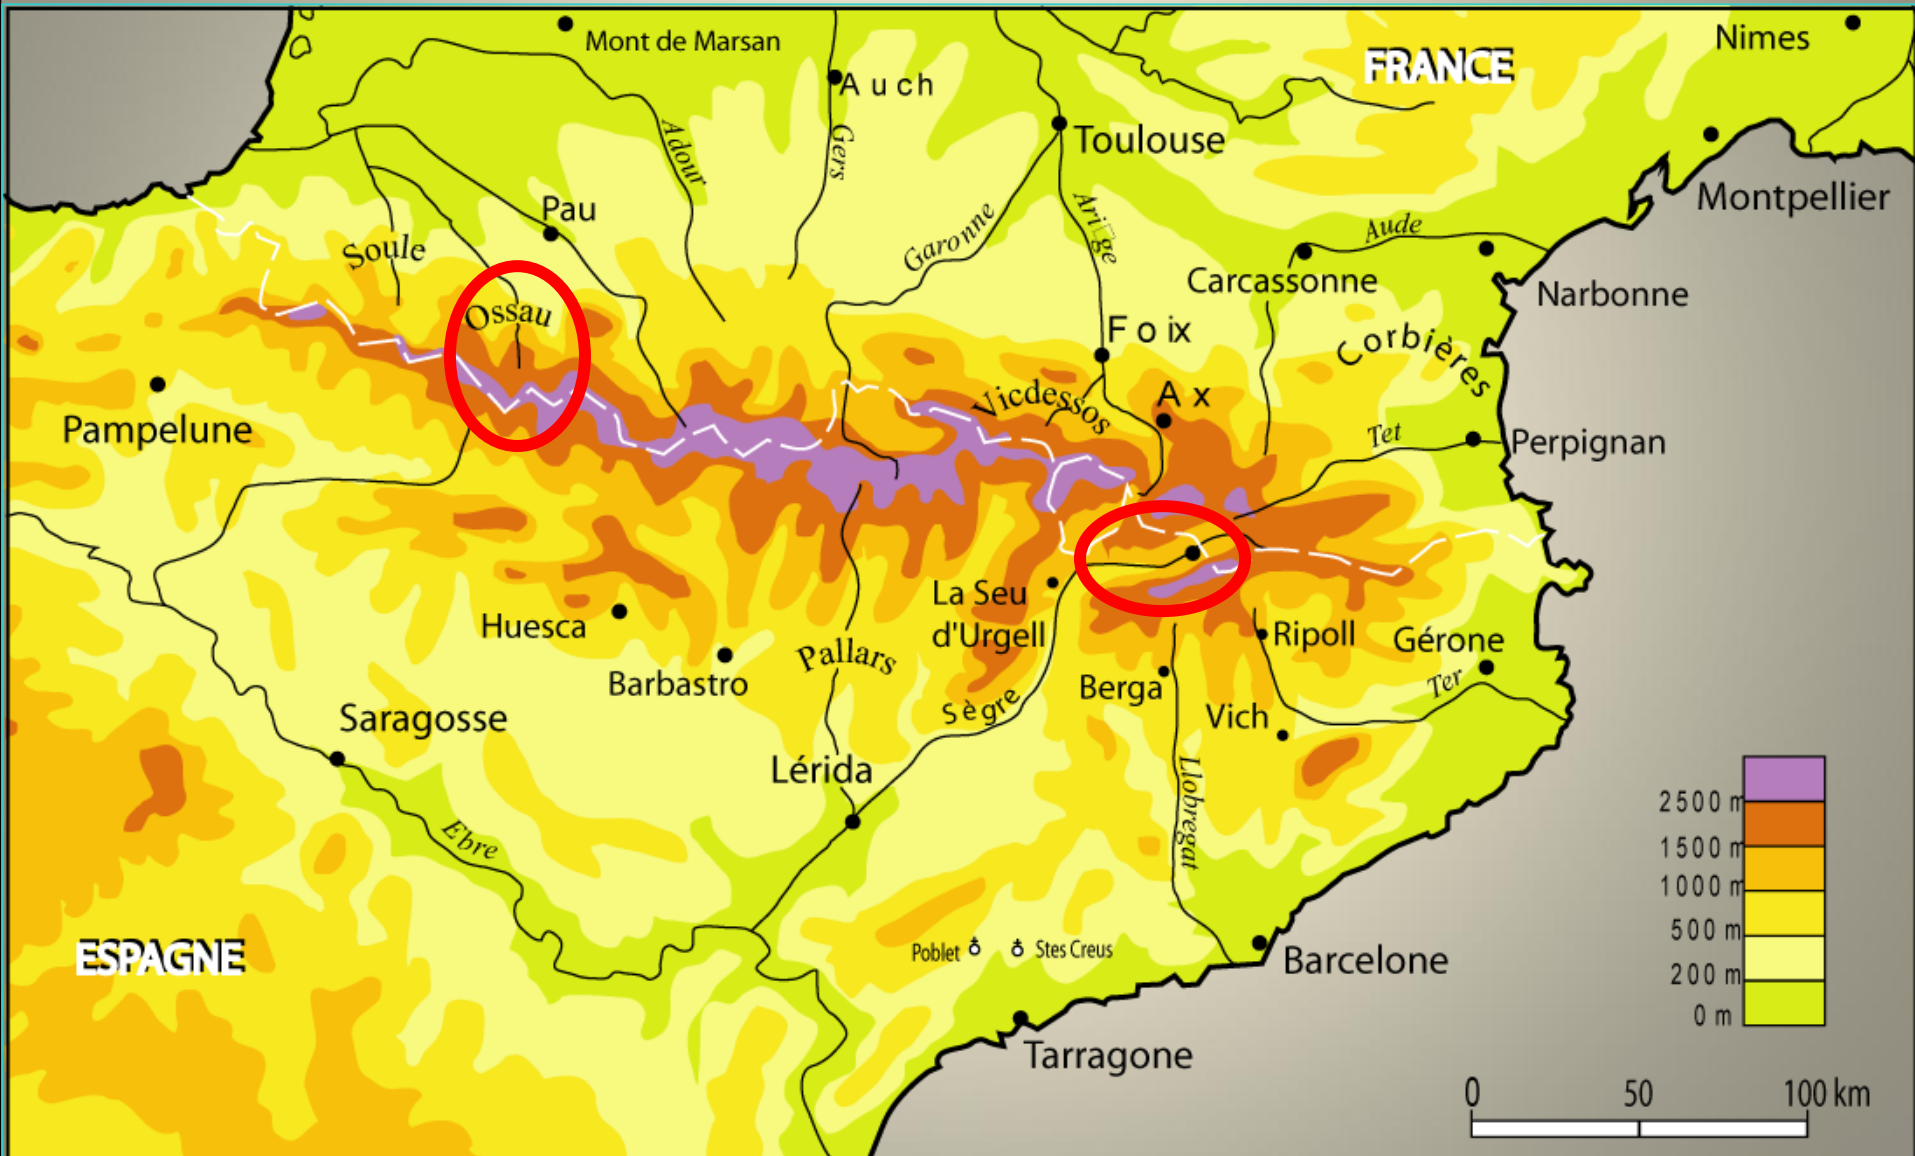 Mont de Marsan
FRANCE
Nimes
Auch
Adour
Gers
Toulouse
Montpellier
Pau
Soule
Garonne
Aude
Carcassonne
Narbonne
Ossau
Foix
Corbières
Pampelune
Vicdessos
Ax
Tet
Perpignan
La Seu
d'Urgell
Huesca
Ripoll
Gérone
Pallars
Barbastro
Berga
Ter
Sègre
Saragosse
Vich
Lérida
Llobregat
Ebre
2500 m
1500 m
1000 m
500 m
200 m
0 m
ESPAGNE
Poblet
Stes Creus
Barcelone
Tarragone
0 50 100 km